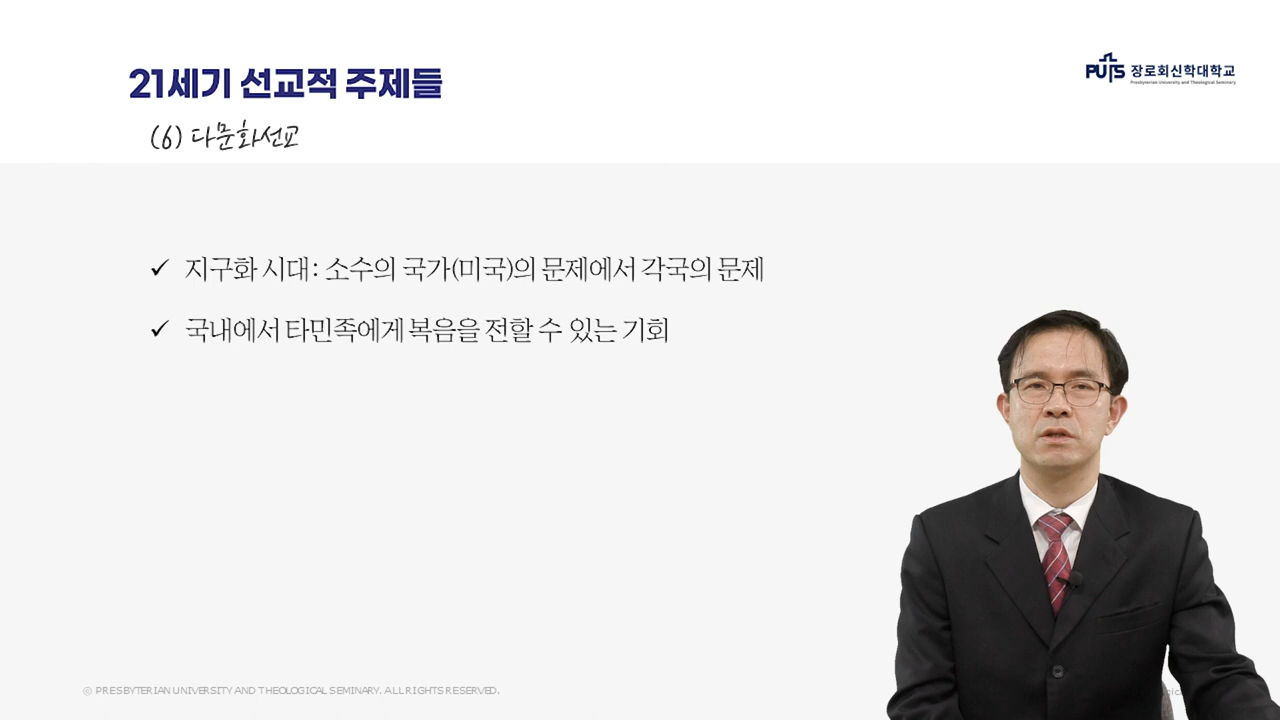 21세기 선교적 주제들
PUTS 장로회신학대학교
Presbyterian University and Theological Seminary
(6) 다문화선교
✓ 지구화 시대: 소수의 국가(미국)의 문제에서 각국의 문제
✓ 국내에서 타민족에게 복음을 전할 수 있는 기회
© PRESBYTERIAN UNIVERSITY AND THEOLOGICAL SEMINARY. ALL RIGHTS RESERVED.